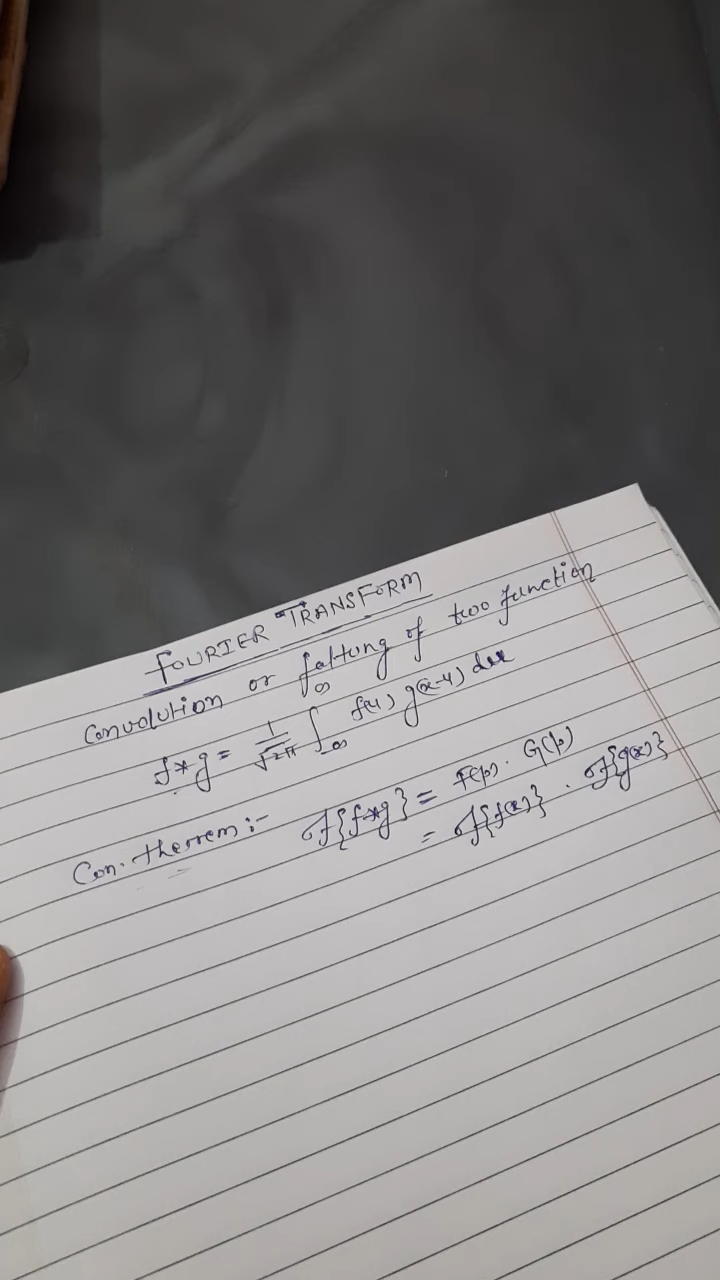 FOURIER TRANSFORM
Convolution or faltung of two function
f*g = 1/√2π ∫_-∞^∞ f(u) g(x-u) du
Con. theorem :- F{f*g} = F(p). G(p)
= F{f(x)} . F{g(x)}